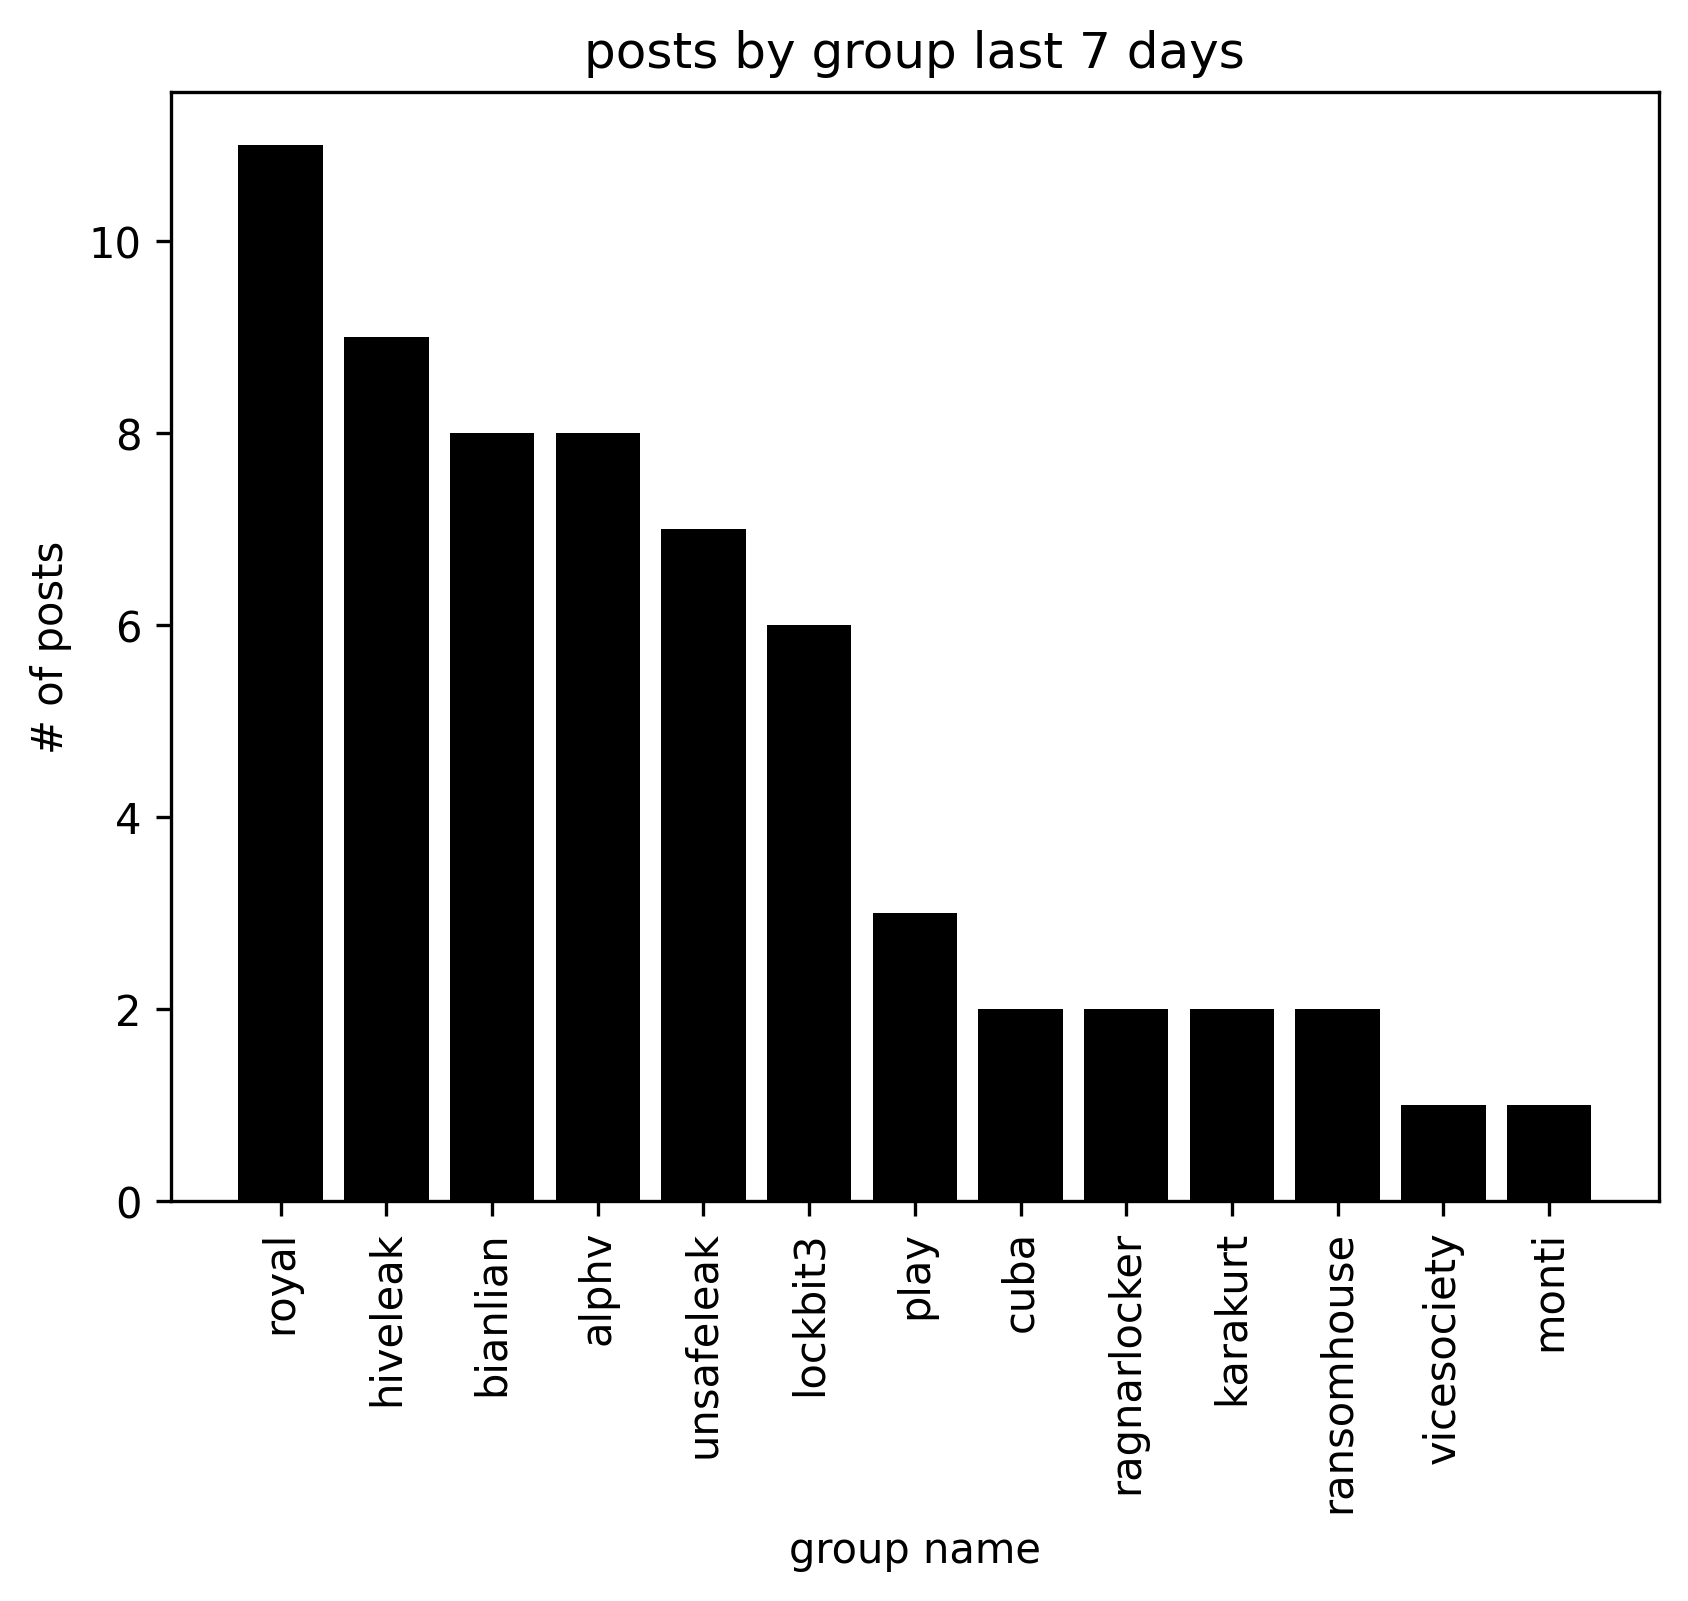 posts by group last 7 days
# of posts
10
8
6
4
2
0
royal
hiveleak
bianlian
alphv
unsafeleak
lockbit3
play
cuba
ragnarlocker
karakurt
ransomhouse
vicesociety
monti
group name